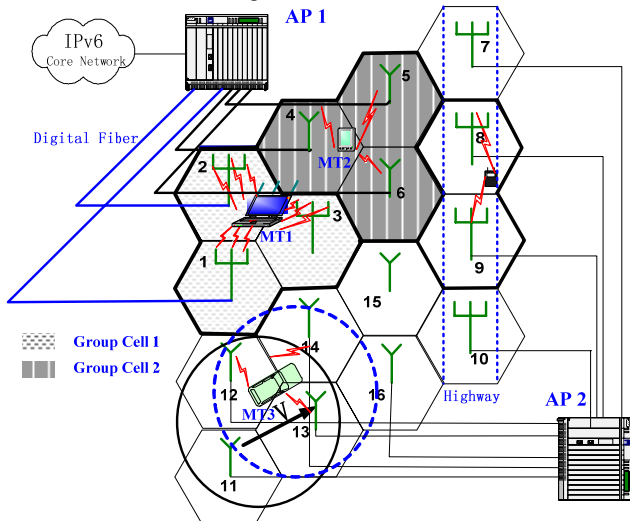 AP 1
7
IPv6
Core Network
5
4
8
Digital Fiber
MT2
2
6
3
MT1
1
9
15
Group Cell 1
14
10
Group Cell 2
12
16
Highway
AP 2
MT3
V
13
11